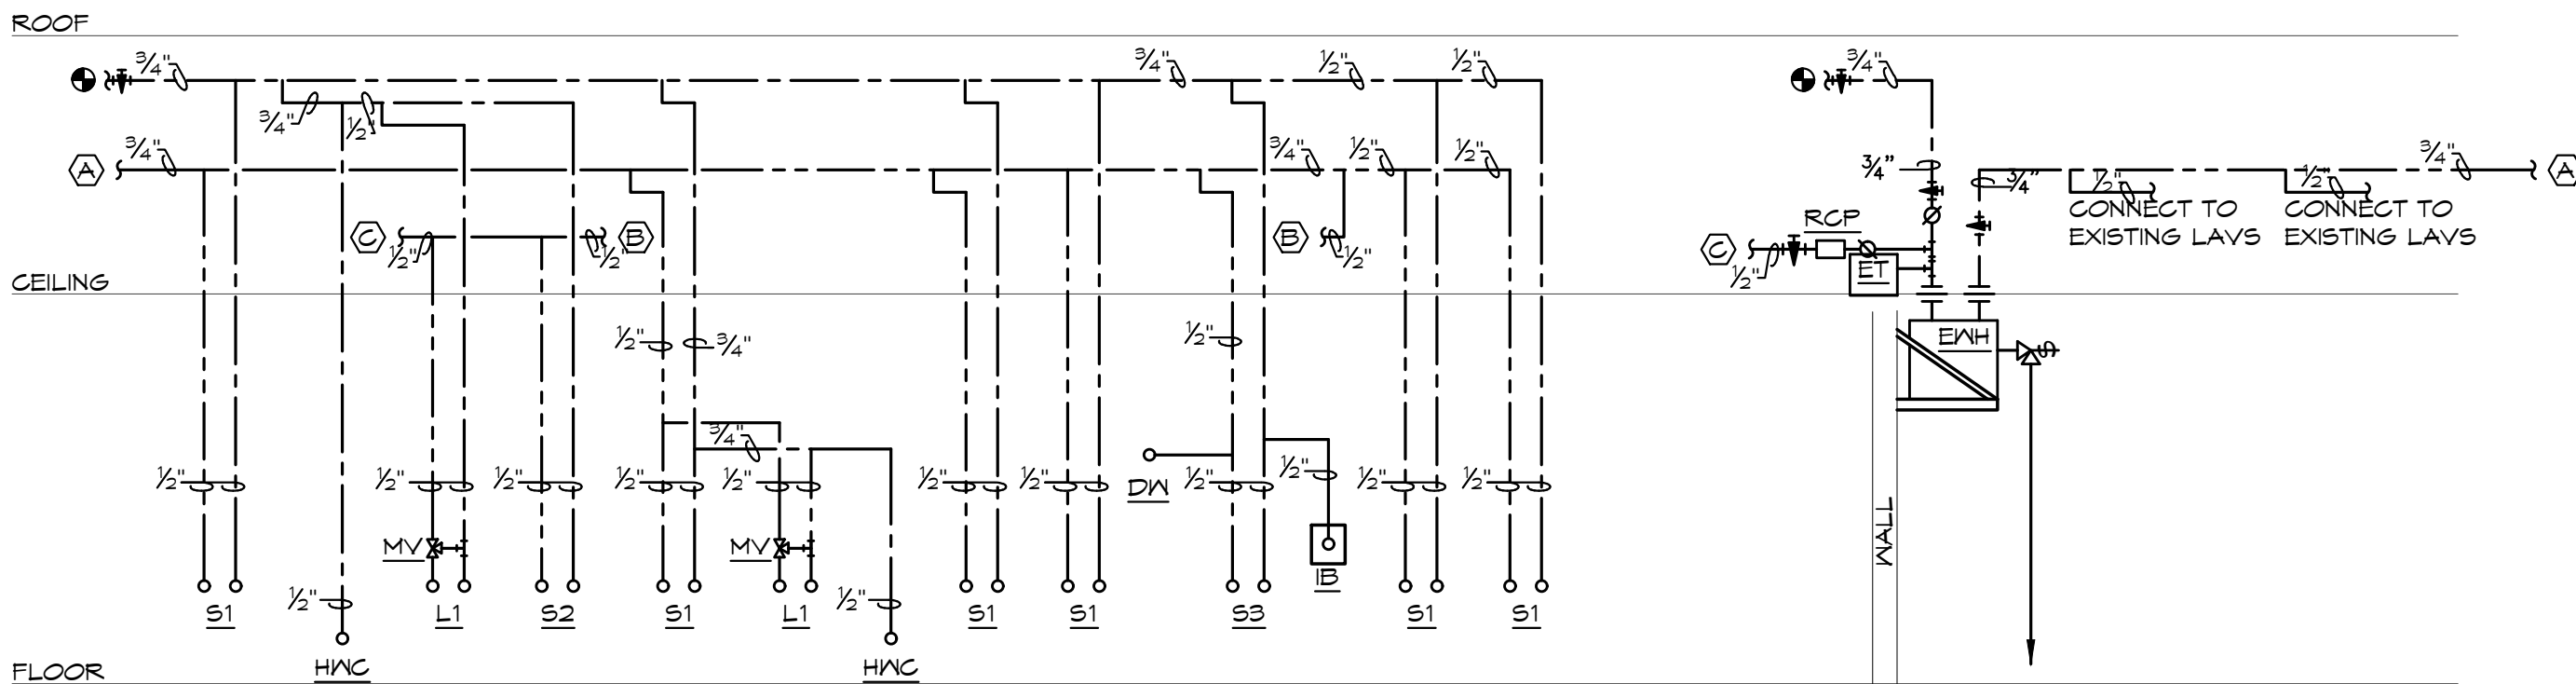 ROOF
3/4" 3/4" 1/2" 1/2" 3/4"
3/4" 1/2"
A 3/4" 3/4" 1/2" 1/2" 3/4" 3/4" 1/2" 1/2" 3/4" A
C 1/2" 1/2" B B 1/2"
RCP
CONNECT TO
EXISTING LAVS
CONNECT TO
EXISTING LAVS
C 1/2" ET
CEILING
1/2" 3/4" 1/2" EWH S
3/4"
1/2" 1/2" 1/2" 1/2" 1/2" 1/2" 1/2" DW 1/2" 1/2" 1/2" 1/2"
WALL
MV MV
IB
1/2" 1/2"
S1 L1 S2 S1 L1 S1 S1 S3 S1 S1
HWC HWC
FLOOR